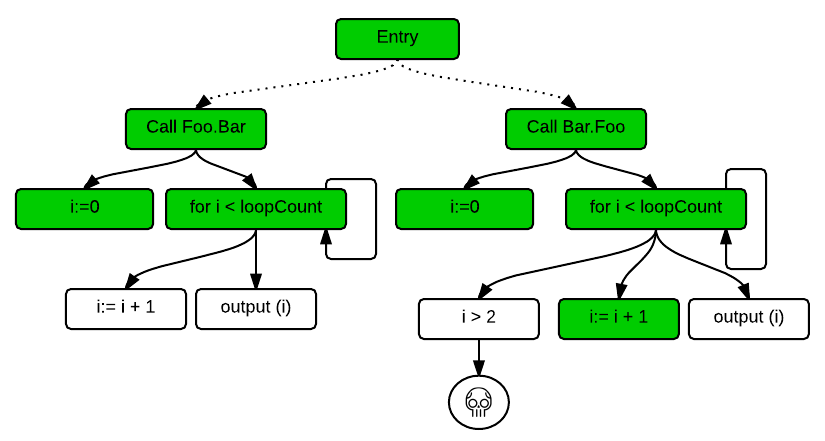 Entry
Call Foo.Bar
Call Bar.Foo
i:=0
for i < loopCount
i:=0
for i < loopCount
i:= i + 1
output (i)
i > 2
i:= i + 1
output (i)